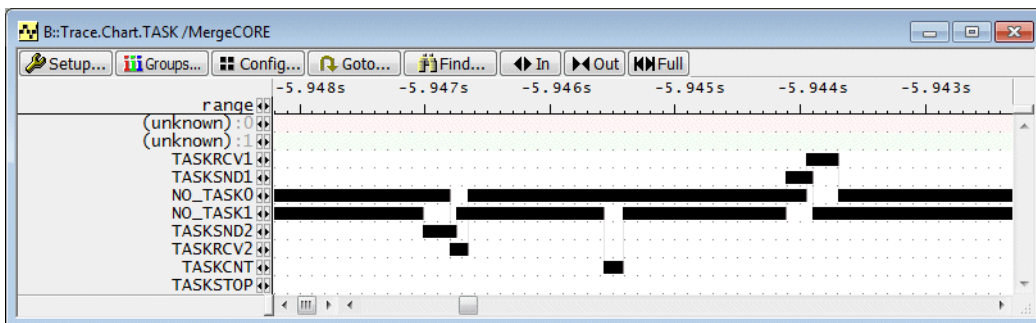 B::Trace.Chart.TASK /MergeCORE
Setup... Groups... Config... Goto... Find... In Out Full
-5.948s -5.947s -5.946s -5.945s -5.944s -5.943s
range
(unknown):0
(unknown):1
TASKRCV1
TASKSND1
NO_TASK0
NO_TASK1
TASKSND2
TASKRCV2
TASKCNT
TASKSTOP